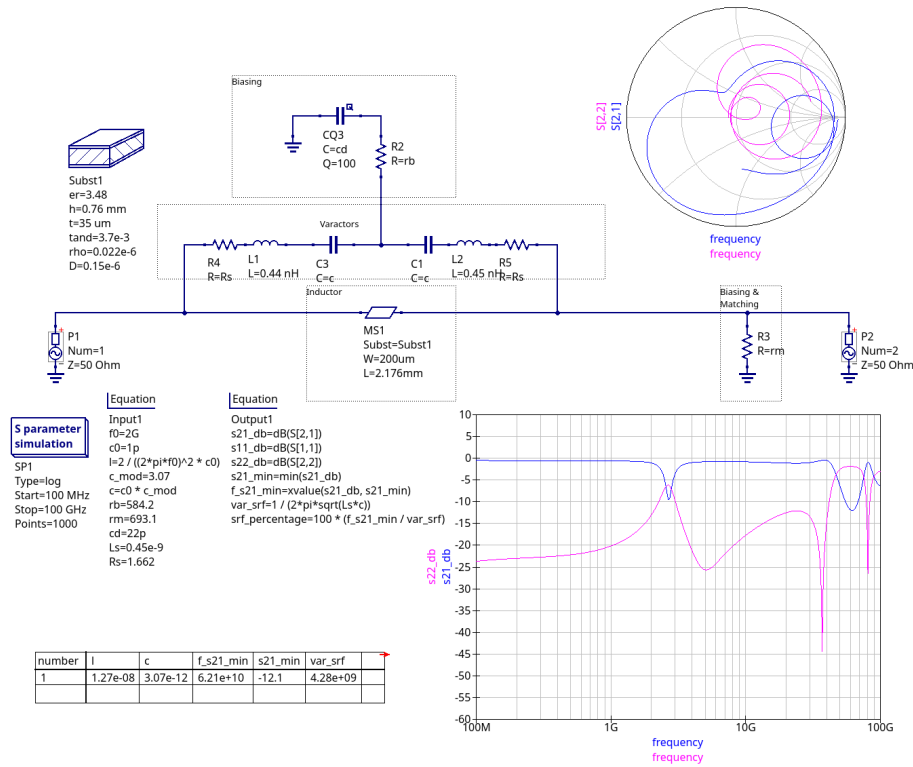 Biasing
CQ3
C=cd
Q=100
R2
R=rb
Subst1
er=3.48
h=0.76 mm
t=35 um
tand=3.7e-3
rho=0.022e-6
D=0.15e-6
Varactors
R4
R=Rs
L1
L=0.44 nH
C3
C=c
C1
C=c
L2
L=0.45 nH
R5
R=Rs
Inductor
MS1
Subst=Subst1
W=200um
L=2.176mm
Biasing &
Matching
R3
R=rm
P1
Num=1
Z=50 Ohm
P2
Num=2
Z=50 Ohm
S[2,2]
S[2,1]
frequency
frequency
S parameter
simulation
SP1
Type=log
Start=100 MHz
Stop=100 GHz
Points=1000
Equation
Input1
f0=2G
c0=1p
l=2 / ((2*pi*f0)^2 * c0)
c_mod=3.07
c=c0 * c_mod
rb=584.2
rm=693.1
cd=22p
Ls=0.45e-9
Rs=1.662
Equation
Output1
s21_db=dB(S[2,1])
s11_db=dB(S[1,1])
s22_db=dB(S[2,2])
s21_min=min(s21_db)
f_s21_min=xvalue(s21_db, s21_min)
var_srf=1 / (2*pi*sqrt(Ls*c))
srf_percentage=100 * (f_s21_min / var_srf)
number l c f_s21_min s21_min var_srf
1 1.27e-08 3.07e-12 6.21e+10 -12.1 4.28e+09
s22_db
s21_db
10
5
0
-5
-10
-15
-20
-25
-30
-35
-40
-45
-50
-55
-60
100M 1G 10G 100G
frequency
frequency